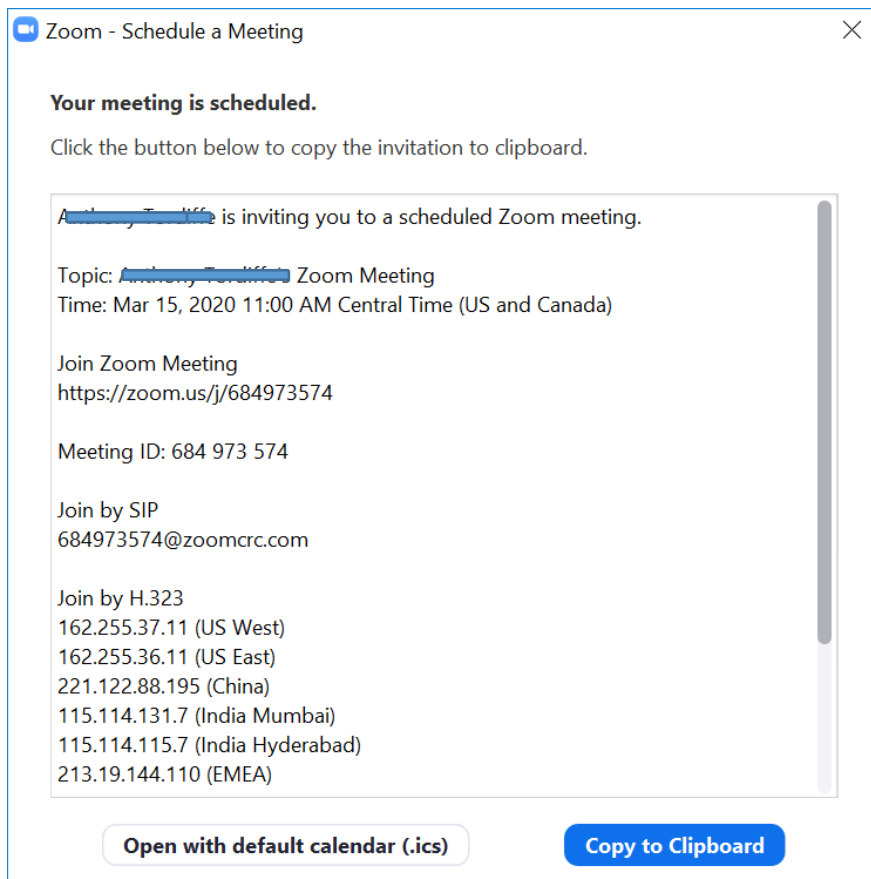 Zoom - Schedule a Meeting
Your meeting is scheduled.
Click the button below to copy the invitation to clipboard.
is inviting you to a scheduled Zoom meeting.
Topic: Zoom Meeting
Time: Mar 15, 2020 11:00 AM Central Time (US and Canada)
Join Zoom Meeting
https://zoom.us/j/684973574
Meeting ID: 684 973 574
Join by SIP
684973574@zoomcrc.com
Join by H.323
162.255.37.11 (US West)
162.255.36.11 (US East)
221.122.88.195 (China)
115.114.131.7 (India Mumbai)
115.114.115.7 (India Hyderabad)
213.19.144.110 (EMEA)
Open with default calendar (.ics)
Copy to Clipboard